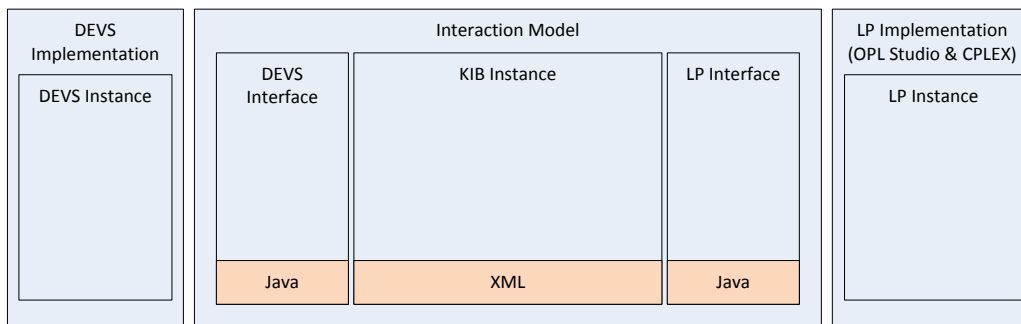 DEVS
Implementation
DEVS Instance
Interaction Model
DEVS
Interface
KIB Instance
LP Interface
Java
XML
Java
LP Implementation
(OPL Studio & CPLEX)
LP Instance